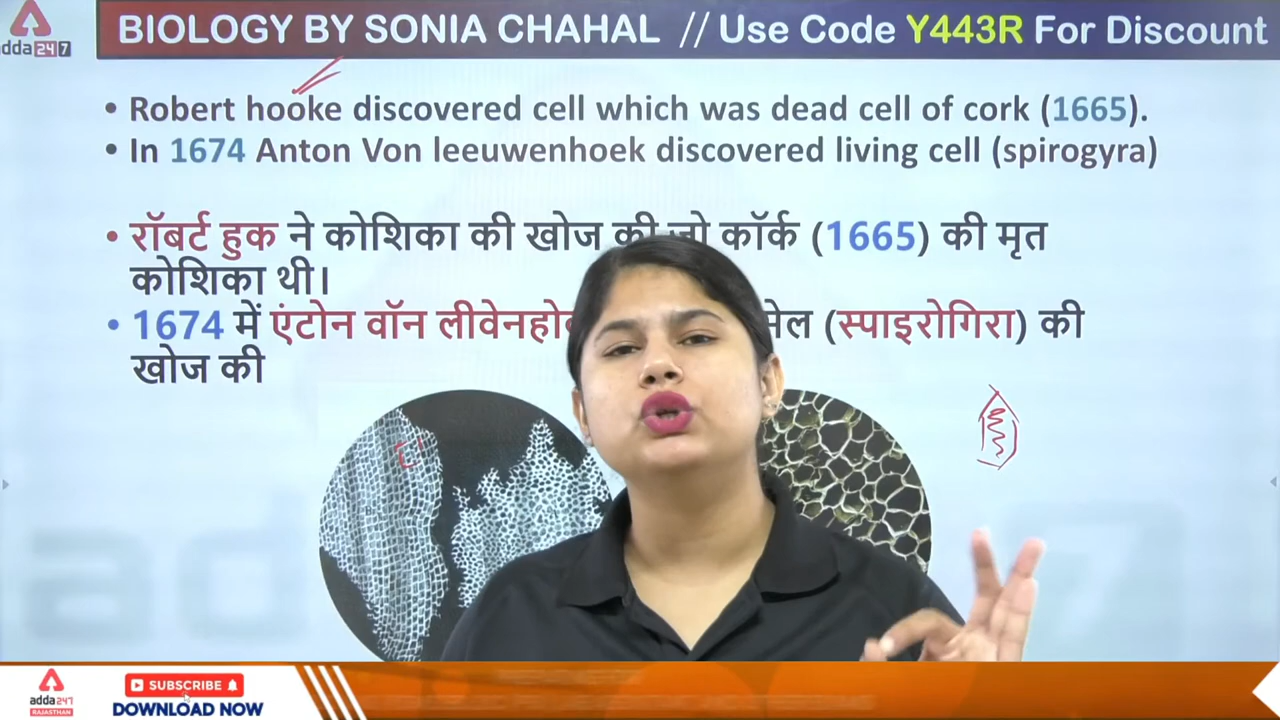 BIOLOGY BY SONIA CHAHAL // Use Code Y443R For Discount
adda247
• Robert hooke discovered cell which was dead cell of cork (1665).
• In 1674 Anton Von leeuwenhoek discovered living cell (spirogyra)
• रॉबर्ट हुक ने कोशिका की खोज की जो कॉर्क (1665) की मृत
कोशिका थी।
• 1674 में एंटोन वॉन (स्पाइरोगिरा) की
खोज की
adda247
RAJASTHAN
SUBSCRIBE
DOWNLOAD NOW